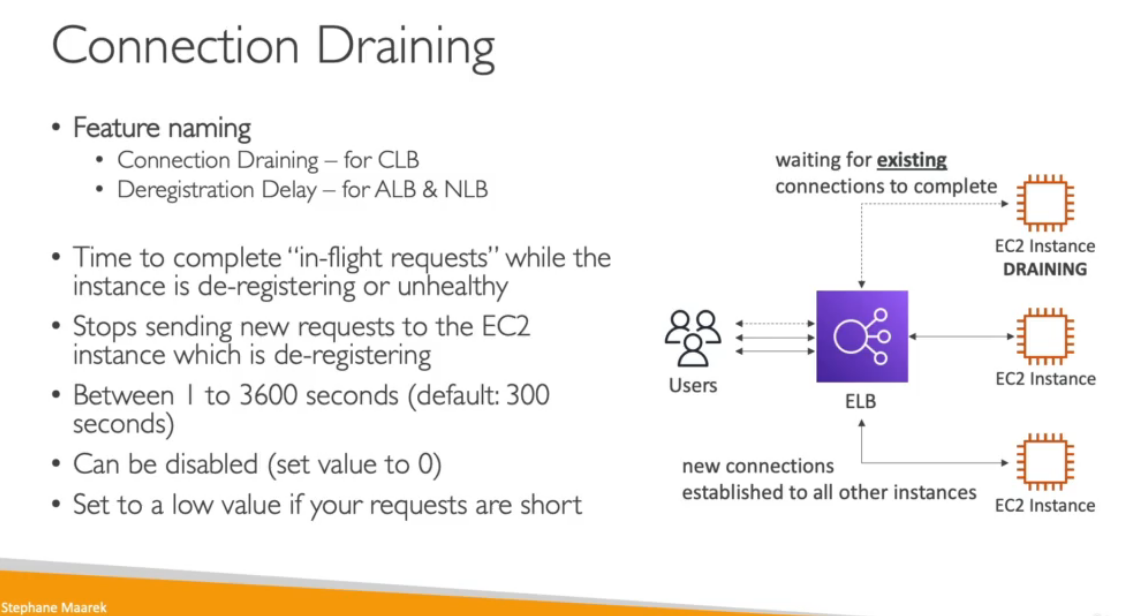 Connection Draining
• Feature naming
• Connection Draining – for CLB
• Deregistration Delay – for ALB & NLB
• Time to complete “in-flight requests” while the
instance is de-registering or unhealthy
• Stops sending new requests to the EC2
instance which is de-registering
• Between 1 to 3600 seconds (default: 300
seconds)
• Can be disabled (set value to 0)
• Set to a low value if your requests are short
waiting for existing
connections to complete
EC2 Instance
DRAINING
Users
ELB
EC2 Instance
new connections
established to all other instances
EC2 Instance
Stephane Maarek